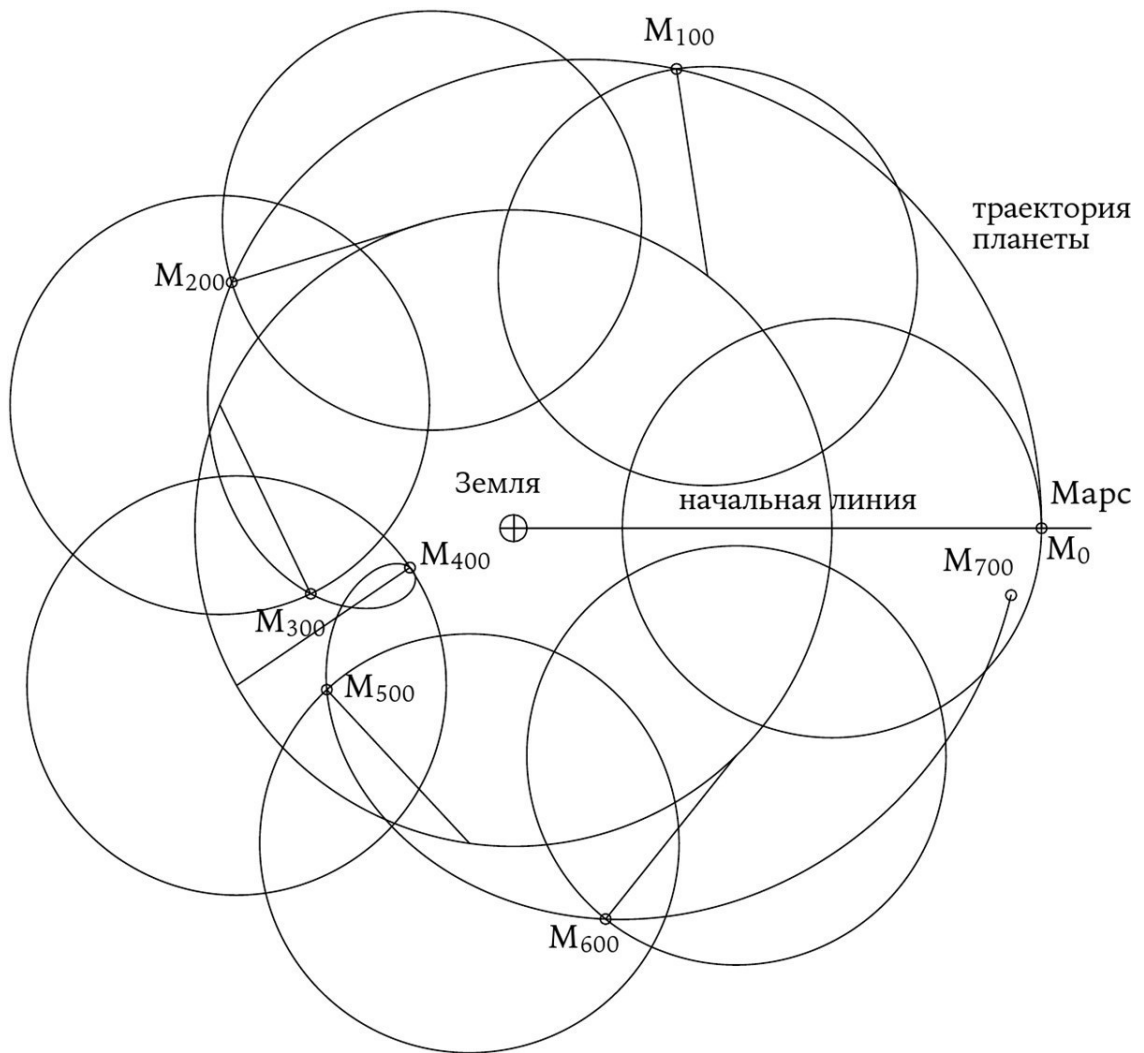 M100
траектория
планеты
M200
Земля
начальная линия
Марс
M0
M400
M700
M300
M500
M600